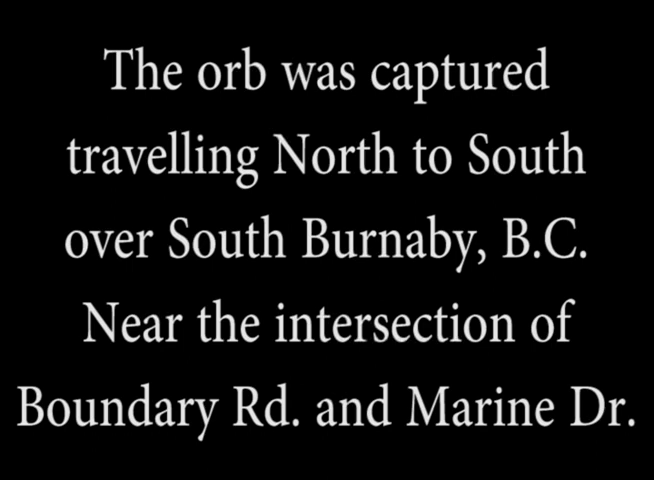 The orb was captured
travelling North to South
over South Burnaby, B.C.
Near the intersection of
Boundary Rd. and Marine Dr.